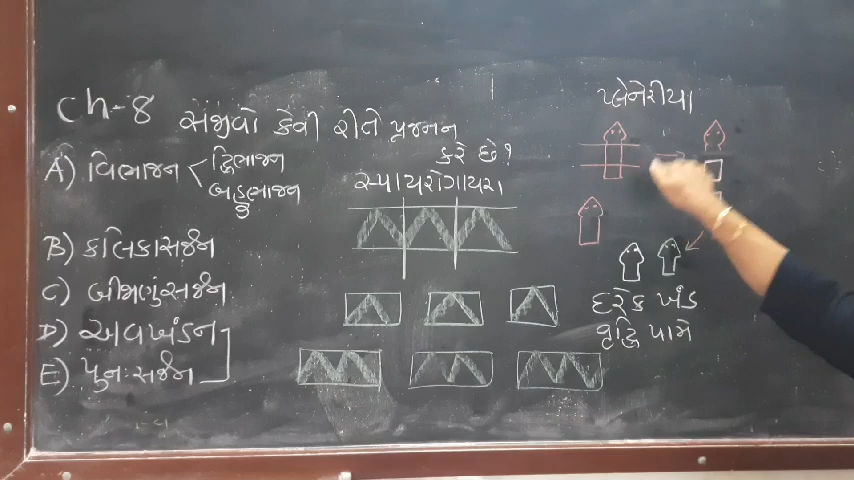 Ch-8 સજીવો કેવી રીતે પ્રજનન
કરે છે?
A) વિભાજન < દ્વિભાજન
બહુભાજન
B) કલિકાસર્જન
C) બીજાણુંસર્જન
D) અવખંડન
E) પુનઃસર્જન
સ્પાયરોગાયરા
પ્લેનેરીયા
દરેક ખંડ
વૃદ્ધિ પામે